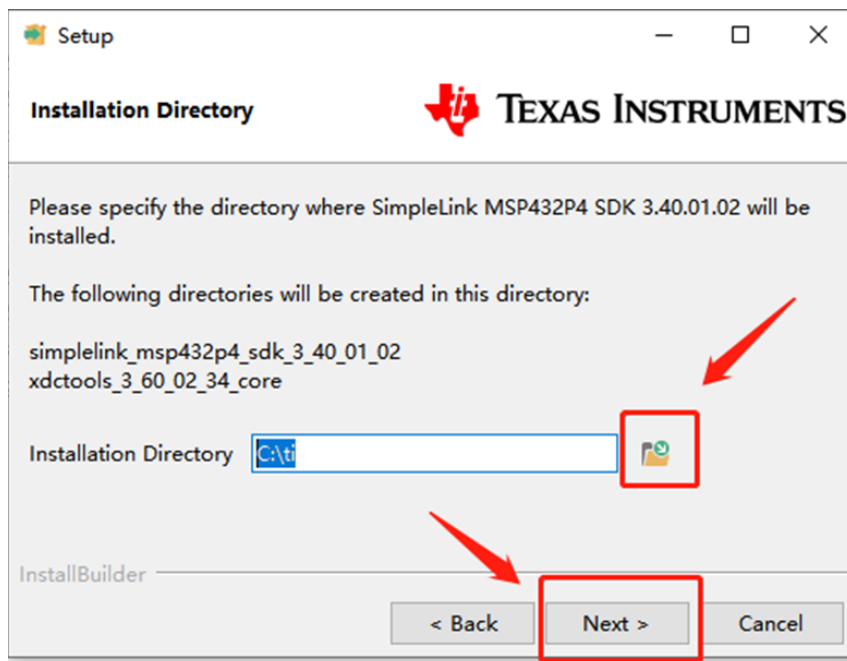 Setup
Installation Directory
TEXAS INSTRUMENTS
Please specify the directory where SimpleLink MSP432P4 SDK 3.40.01.02 will be
installed.
The following directories will be created in this directory:
simplelink_msp432p4_sdk_3_40_01_02
xdctools_3_60_02_34_core
Installation Directory C:\ti
InstallBuilder
< Back Next > Cancel